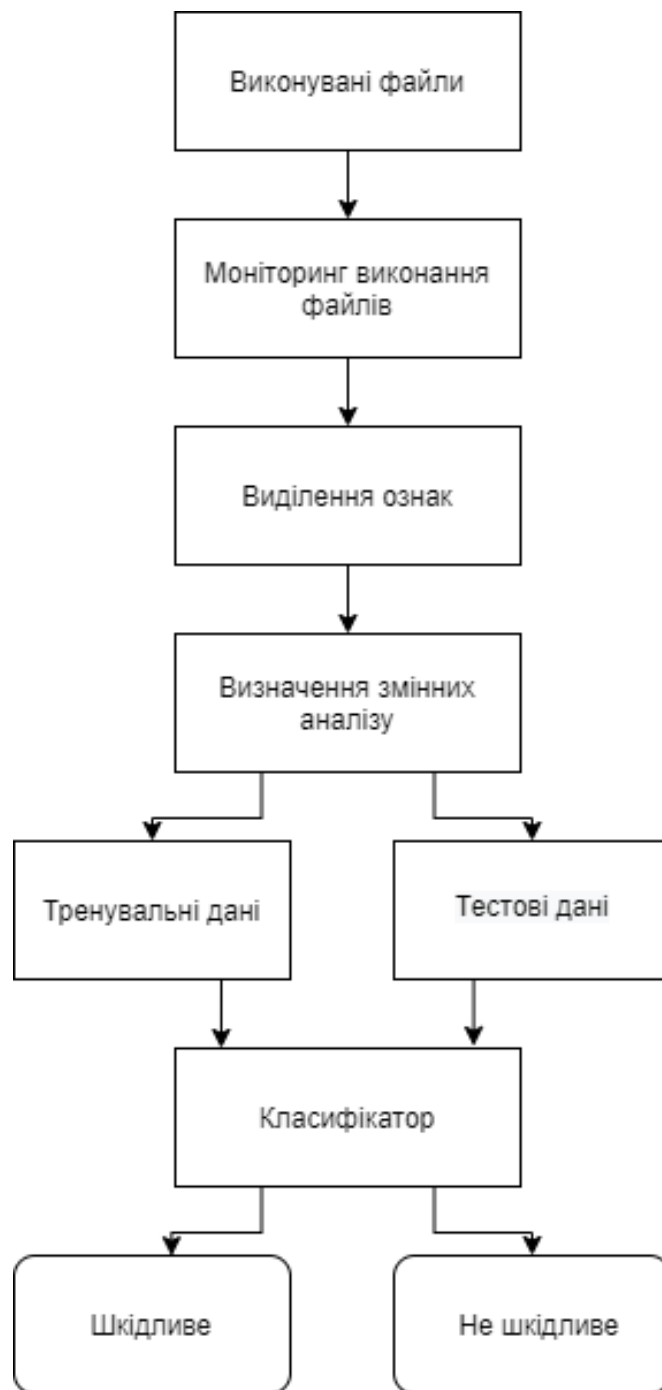 Виконувані файли
Моніторинг виконання
файлів
Виділення ознак
Визначення змінних
аналізу
Тренувальні дані
Тестові дані
Класифікатор
Шкідливе
Не шкідливе